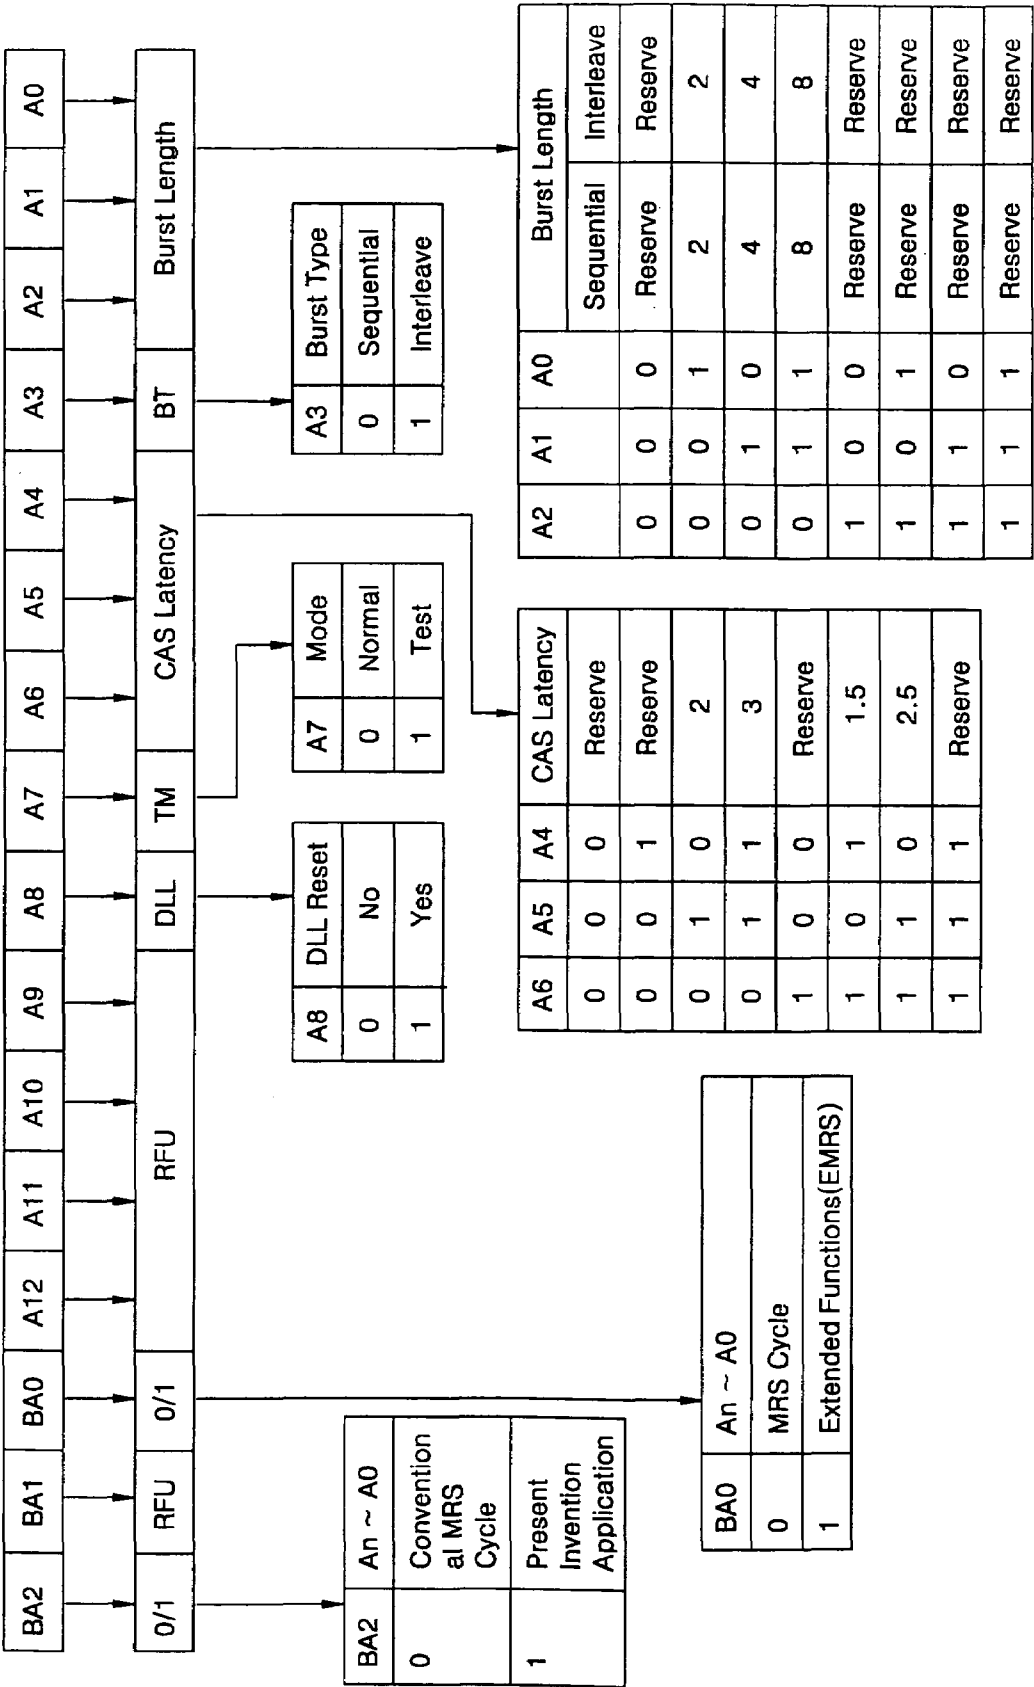 BA2 BA1 BA0 A12 A11 A10 A9 A8 A7 A6 A5 A4 A3 A2 A1 A0
0/1 RFU 0/1 RFU DLL TM CAS Latency BT Burst Length
BA2 An ~ A0
0 Convention
al MRS
Cycle
1 Present
Invention
Application
A8 DLL Reset
0 No
1 Yes
A7 Mode
0 Normal
1 Test
A3 Burst Type
0 Sequential
1 Interleave
BA0 An ~ A0
0 MRS Cycle
1 Extended Functions(EMRS)
A6 A5 A4 CAS Latency
0 0 0 Reserve
0 0 1 Reserve
0 1 0 2
0 1 1 3
1 0 0 Reserve
1 0 1 1.5
1 1 0 2.5
1 1 1 Reserve
A2 A1 A0 Burst Length
Sequential Interleave
0 0 0 Reserve Reserve
0 0 1 2 2
0 1 0 4 4
0 1 1 8 8
1 0 0 Reserve Reserve
1 0 1 Reserve Reserve
1 1 0 Reserve Reserve
1 1 1 Reserve Reserve